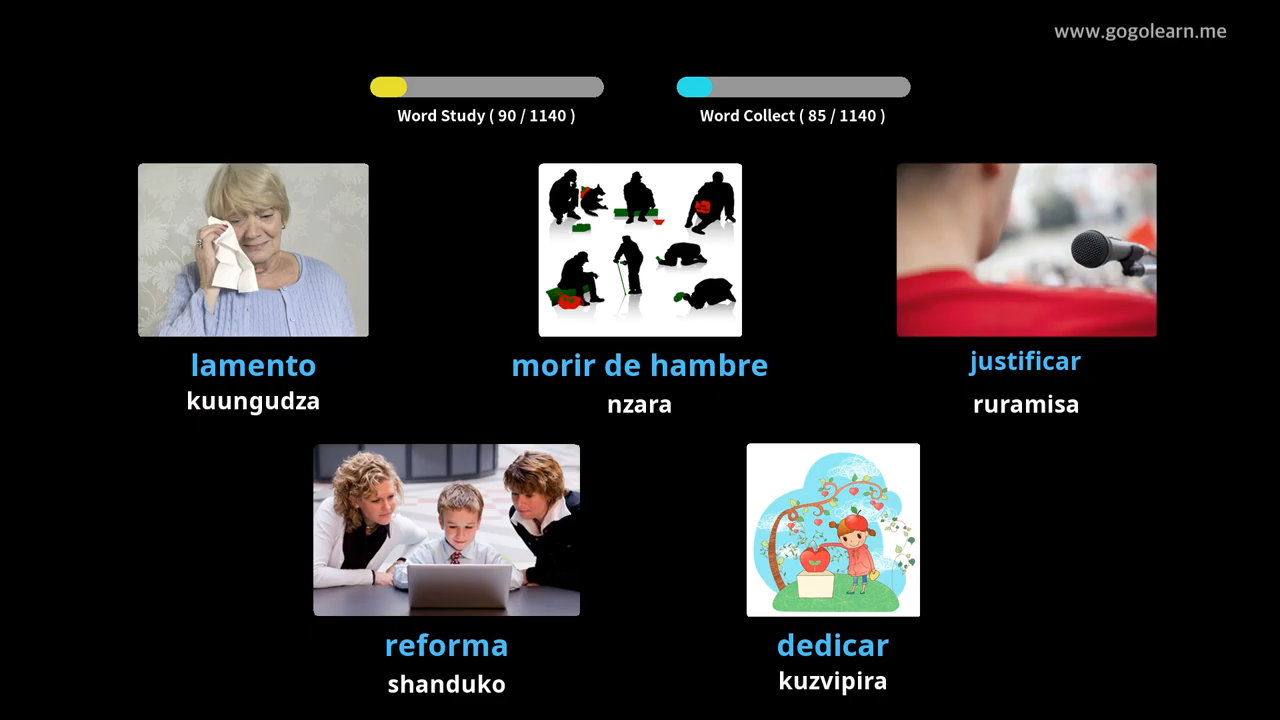 www.gogolearn.me
Word Study ( 90 / 1140 )
Word Collect ( 85 / 1140 )
lamento
kuungudza
morir de hambre
nzara
justificar
ruramisa
reforma
shanduko
dedicar
kuzvipira